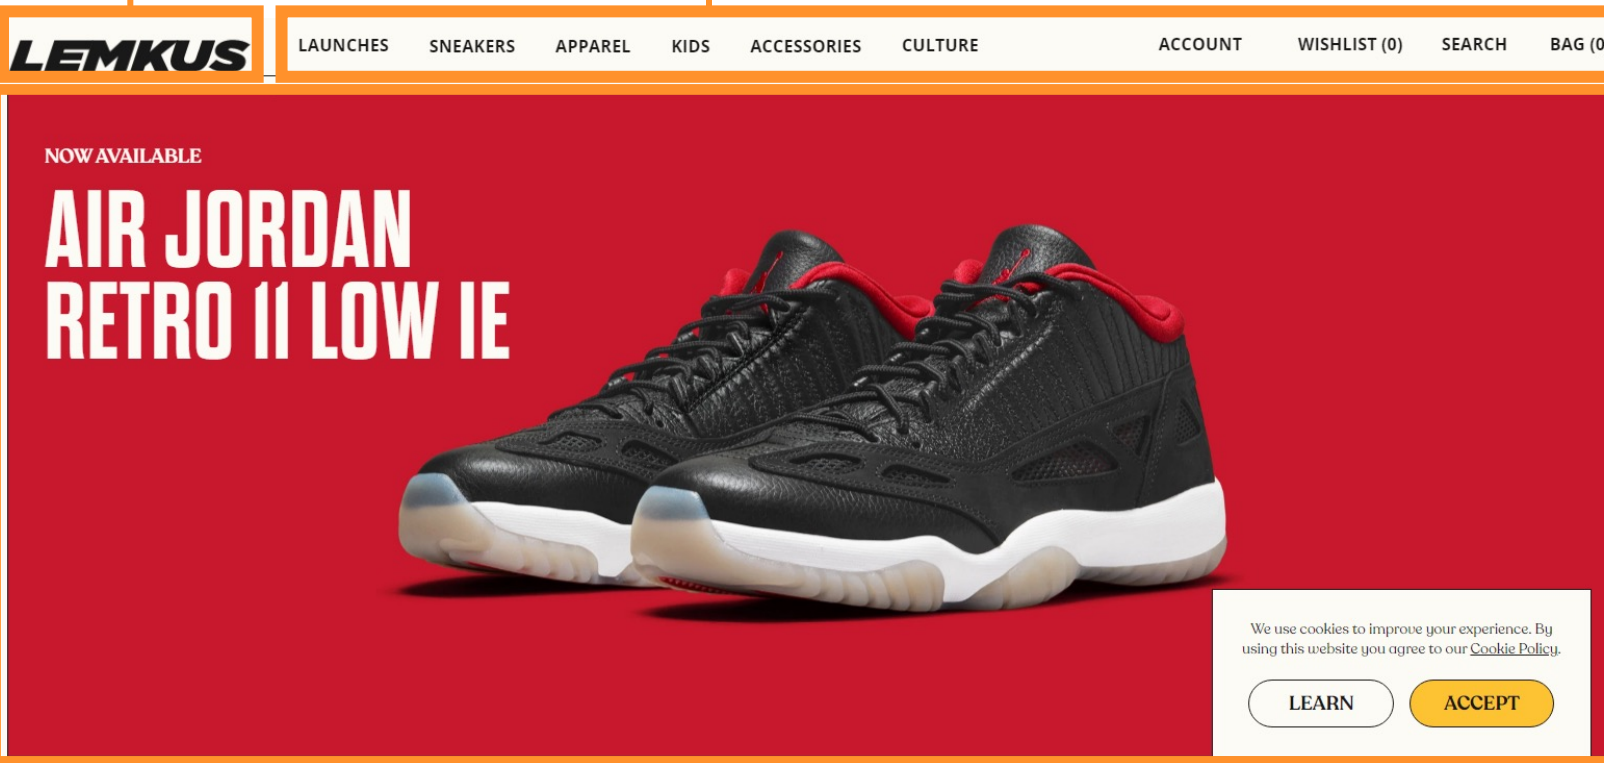 LEMKUS
LAUNCHES SNEAKERS APPAREL KIDS ACCESSORIES CULTURE ACCOUNT WISHLIST (0) SEARCH BAG (0
NOW AVAILABLE
AIR JORDAN
RETRO 11 LOW IE
We use cookies to improve your experience. By
using this website you agree to our Cookie Policy.
LEARN ACCEPT